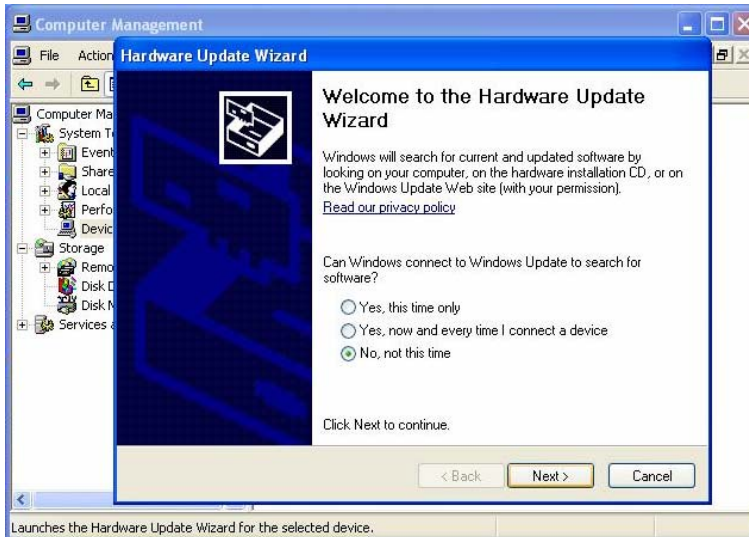 Computer Management
File Action
Hardware Update Wizard
Computer Ma
System T
Event
Share
Local
Perfo
Devic
Storage
Remo
Disk D
Disk N
Services a
Welcome to the Hardware Update
Wizard
Windows will search for current and updated software by
looking on your computer, on the hardware installation CD, or on
the Windows Update Web site (with your permission).
Read our privacy policy
Can Windows connect to Windows Update to search for
software?
Yes, this time only
Yes, now and every time I connect a device
No, not this time
Click Next to continue.
< Back Next > Cancel
Launches the Hardware Update Wizard for the selected device.